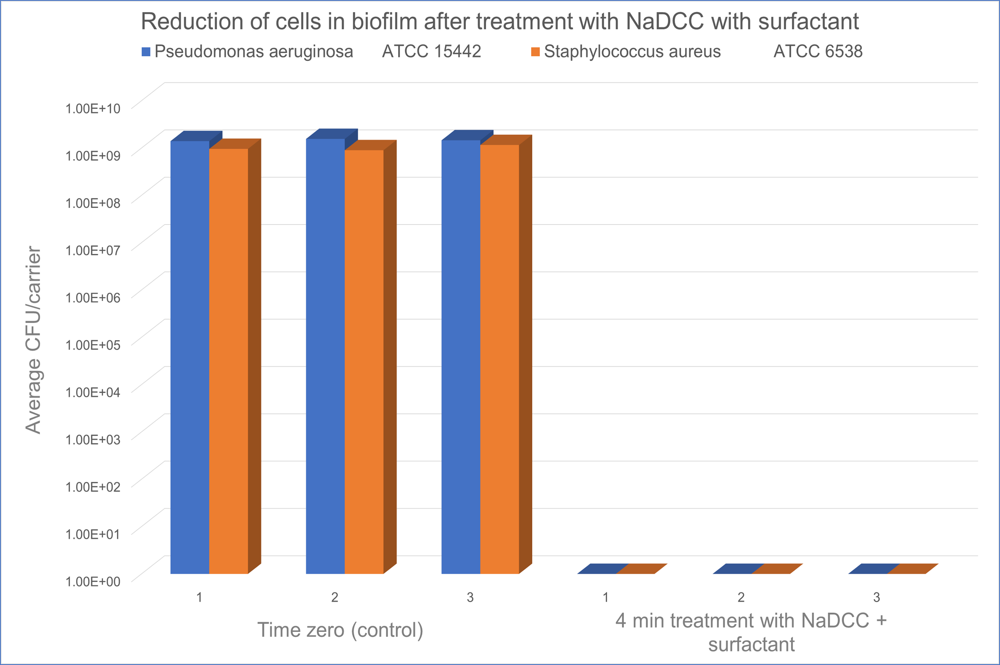 Reduction of cells in biofilm after treatment with NaDCC with surfactant
Pseudomonas aeruginosa ATCC 15442 Staphylococcus aureus ATCC 6538
1.00E+10
1.00E+09
1.00E+08
1.00E+07
1.00E+06
1.00E+05
1.00E+04
1.00E+03
1.00E+02
1.00E+01
1.00E+00
Average CFU/carrier
1 2 3 1 2 3
Time zero (control)
4 min treatment with NaDCC +
surfactant